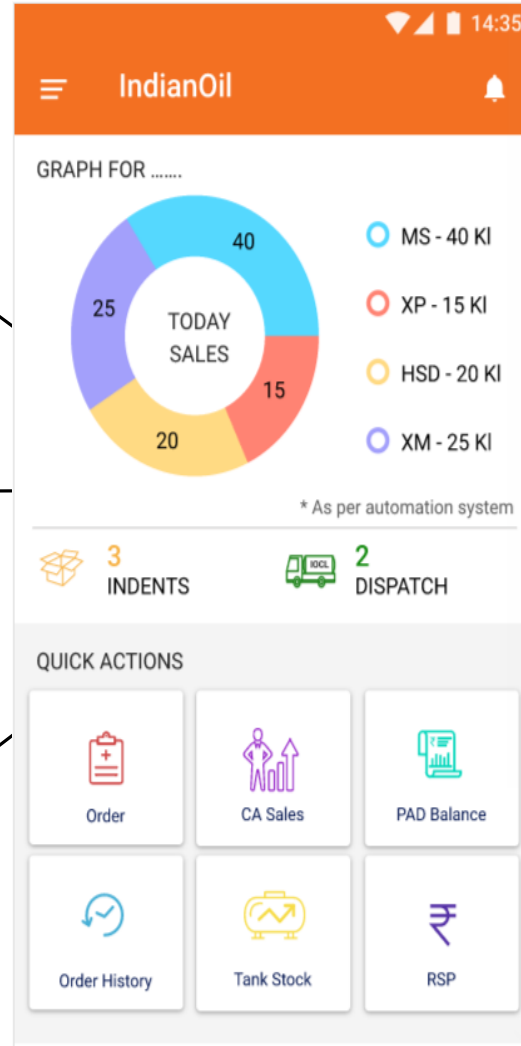 14:35
IndianOil
GRAPH FOR .......
40
25
TODAY
SALES
15
20
MS - 40 Kl
XP - 15 Kl
HSD - 20 Kl
XM - 25 Kl
* As per automation system
3
INDENTS
IOCL
2
DISPATCH
QUICK ACTIONS
Order
CA Sales
₹
PAD Balance
Order History
Tank Stock
₹
RSP